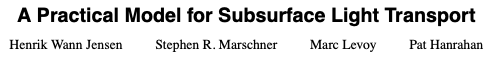 A Practical Model for Subsurface Light Transport
Henrik Wann Jensen Stephen R. Marschner Marc Levoy Pat Hanrahan